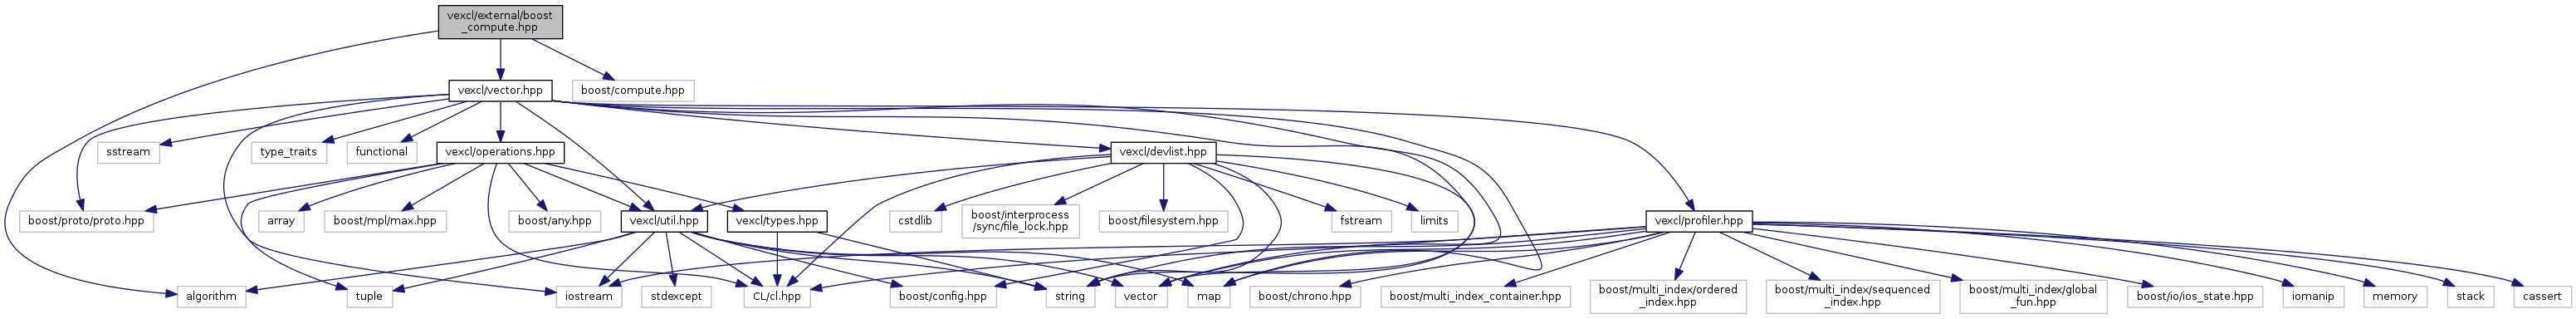 vexcl/external/boost
_compute.hpp
vexcl/vector.hpp
boost/compute.hpp
sstream
type_traits
functional
vexcl/operations.hpp
vexcl/devlist.hpp
boost/proto/proto.hpp
array
boost/mpl/max.hpp
boost/any.hpp
vexcl/util.hpp
vexcl/types.hpp
cstdlib
boost/interprocess
/sync/file_lock.hpp
boost/filesystem.hpp
fstream
limits
vexcl/profiler.hpp
algorithm
tuple
iostream
stdexcept
CL/cl.hpp
boost/config.hpp
string
vector
map
boost/chrono.hpp
boost/multi_index_container.hpp
boost/multi_index/ordered
_index.hpp
boost/multi_index/sequenced
_index.hpp
boost/multi_index/global
_fun.hpp
boost/io/ios_state.hpp
iomanip
memory
stack
cassert